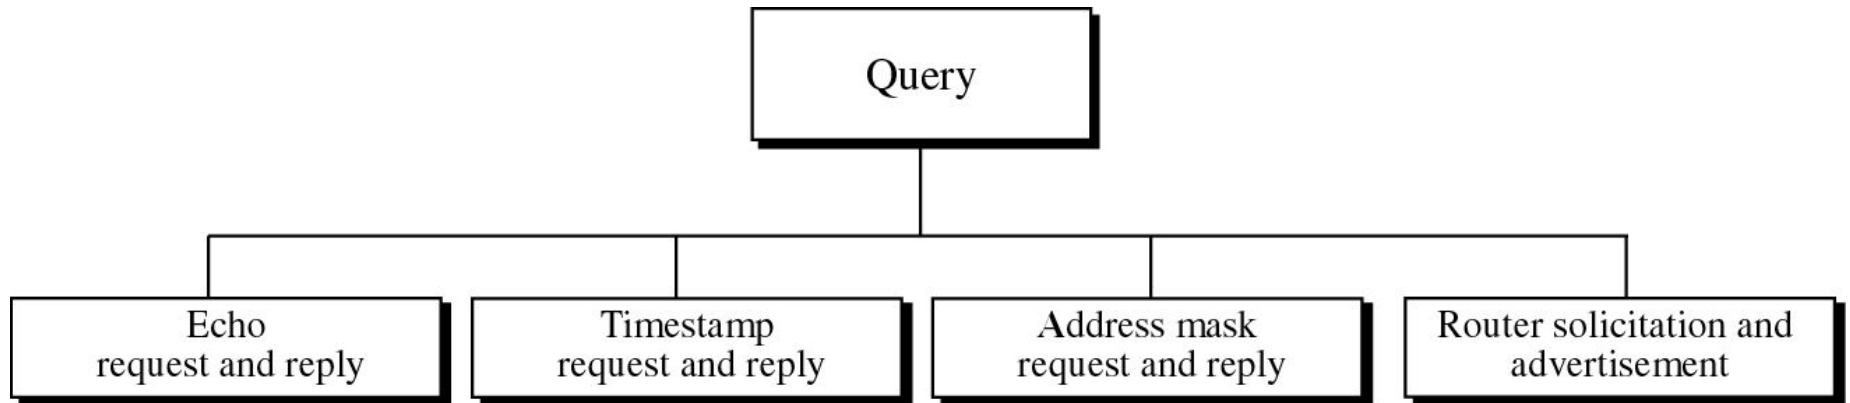 Query
Echo
request and reply
Timestamp
request and reply
Address mask
request and reply
Router solicitation and
advertisement